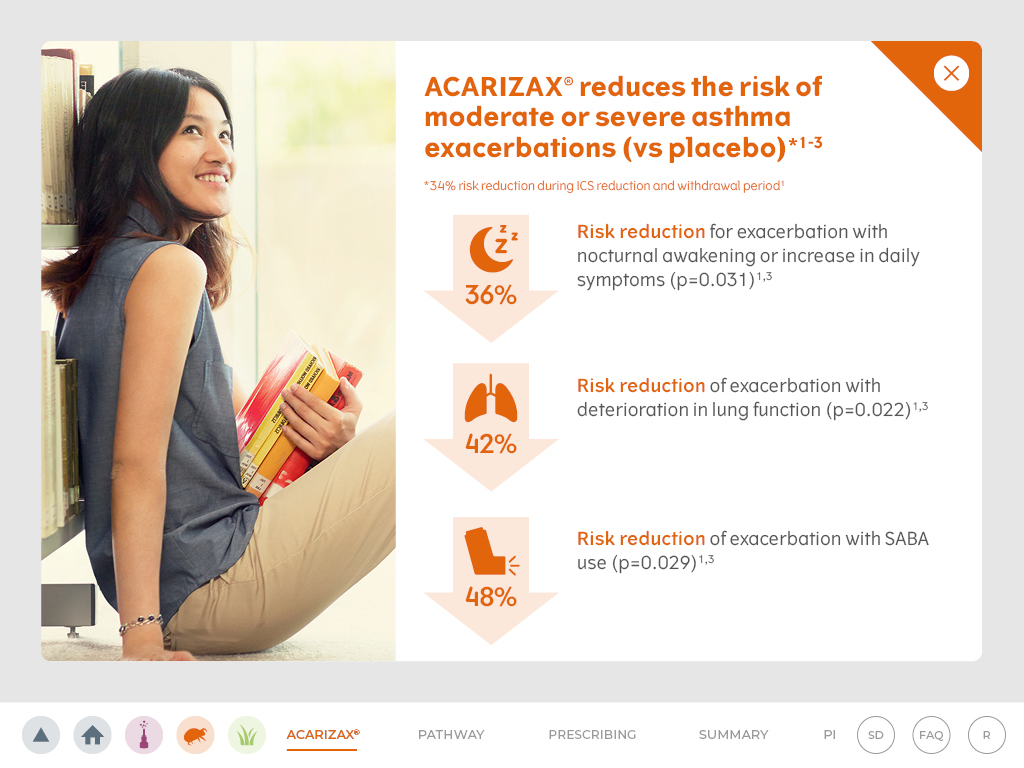 ACARIZAX® reduces the risk of
moderate or severe asthma
exacerbations (vs placebo)*1-3
*34% risk reduction during ICS reduction and withdrawal period1
z z z
36%
Risk reduction for exacerbation with
nocturnal awakening or increase in daily
symptoms (p=0.031)1,3
42%
Risk reduction of exacerbation with
deterioration in lung function (p=0.022)1,3
48%
Risk reduction of exacerbation with SABA
use (p=0.029)1,3
ACARIZAX® PATHWAY PRESCRIBING SUMMARY PI SD FAQ R